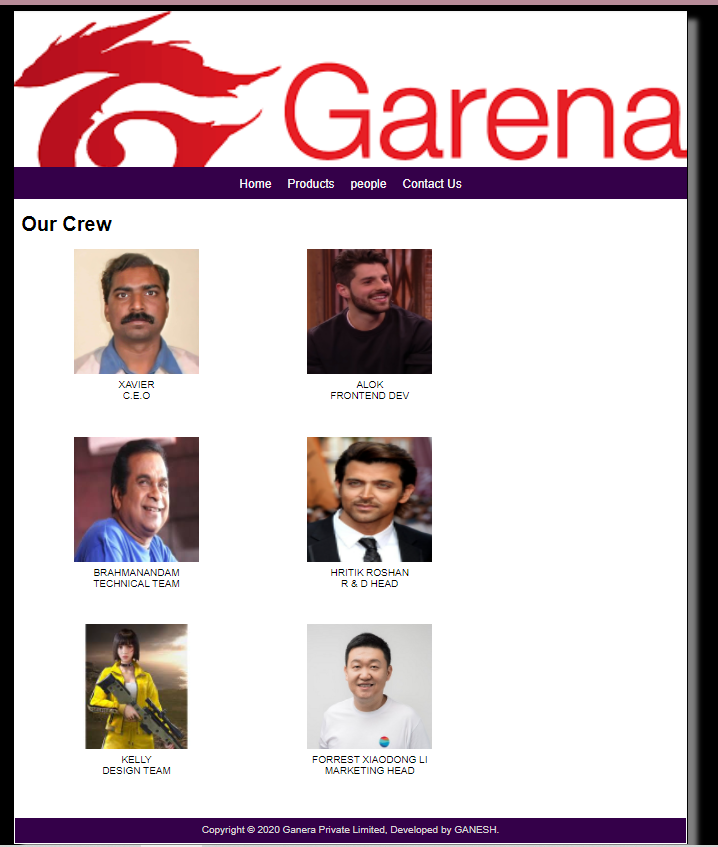 Garena
Home Products people Contact Us
Our Crew
XAVIER
C.E.O
ALOK
FRONTEND DEV
BRAHMANANDAM
TECHNICAL TEAM
HRITIK ROSHAN
R & D HEAD
KELLY
DESIGN TEAM
FORREST XIAODONG LI
MARKETING HEAD
Copyright © 2020 Ganera Private Limited, Developed by GANESH.